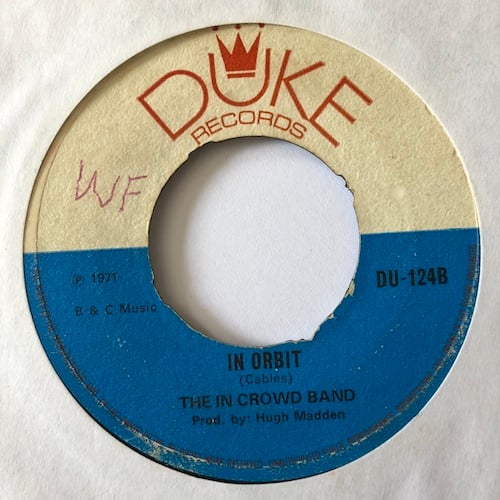 DUKE
RECORDS
WF
℗ 1971
DU-124B
B & C Music
IN ORBIT
(Cables)
THE IN CROWD BAND
Prod. by: Hugh Madden